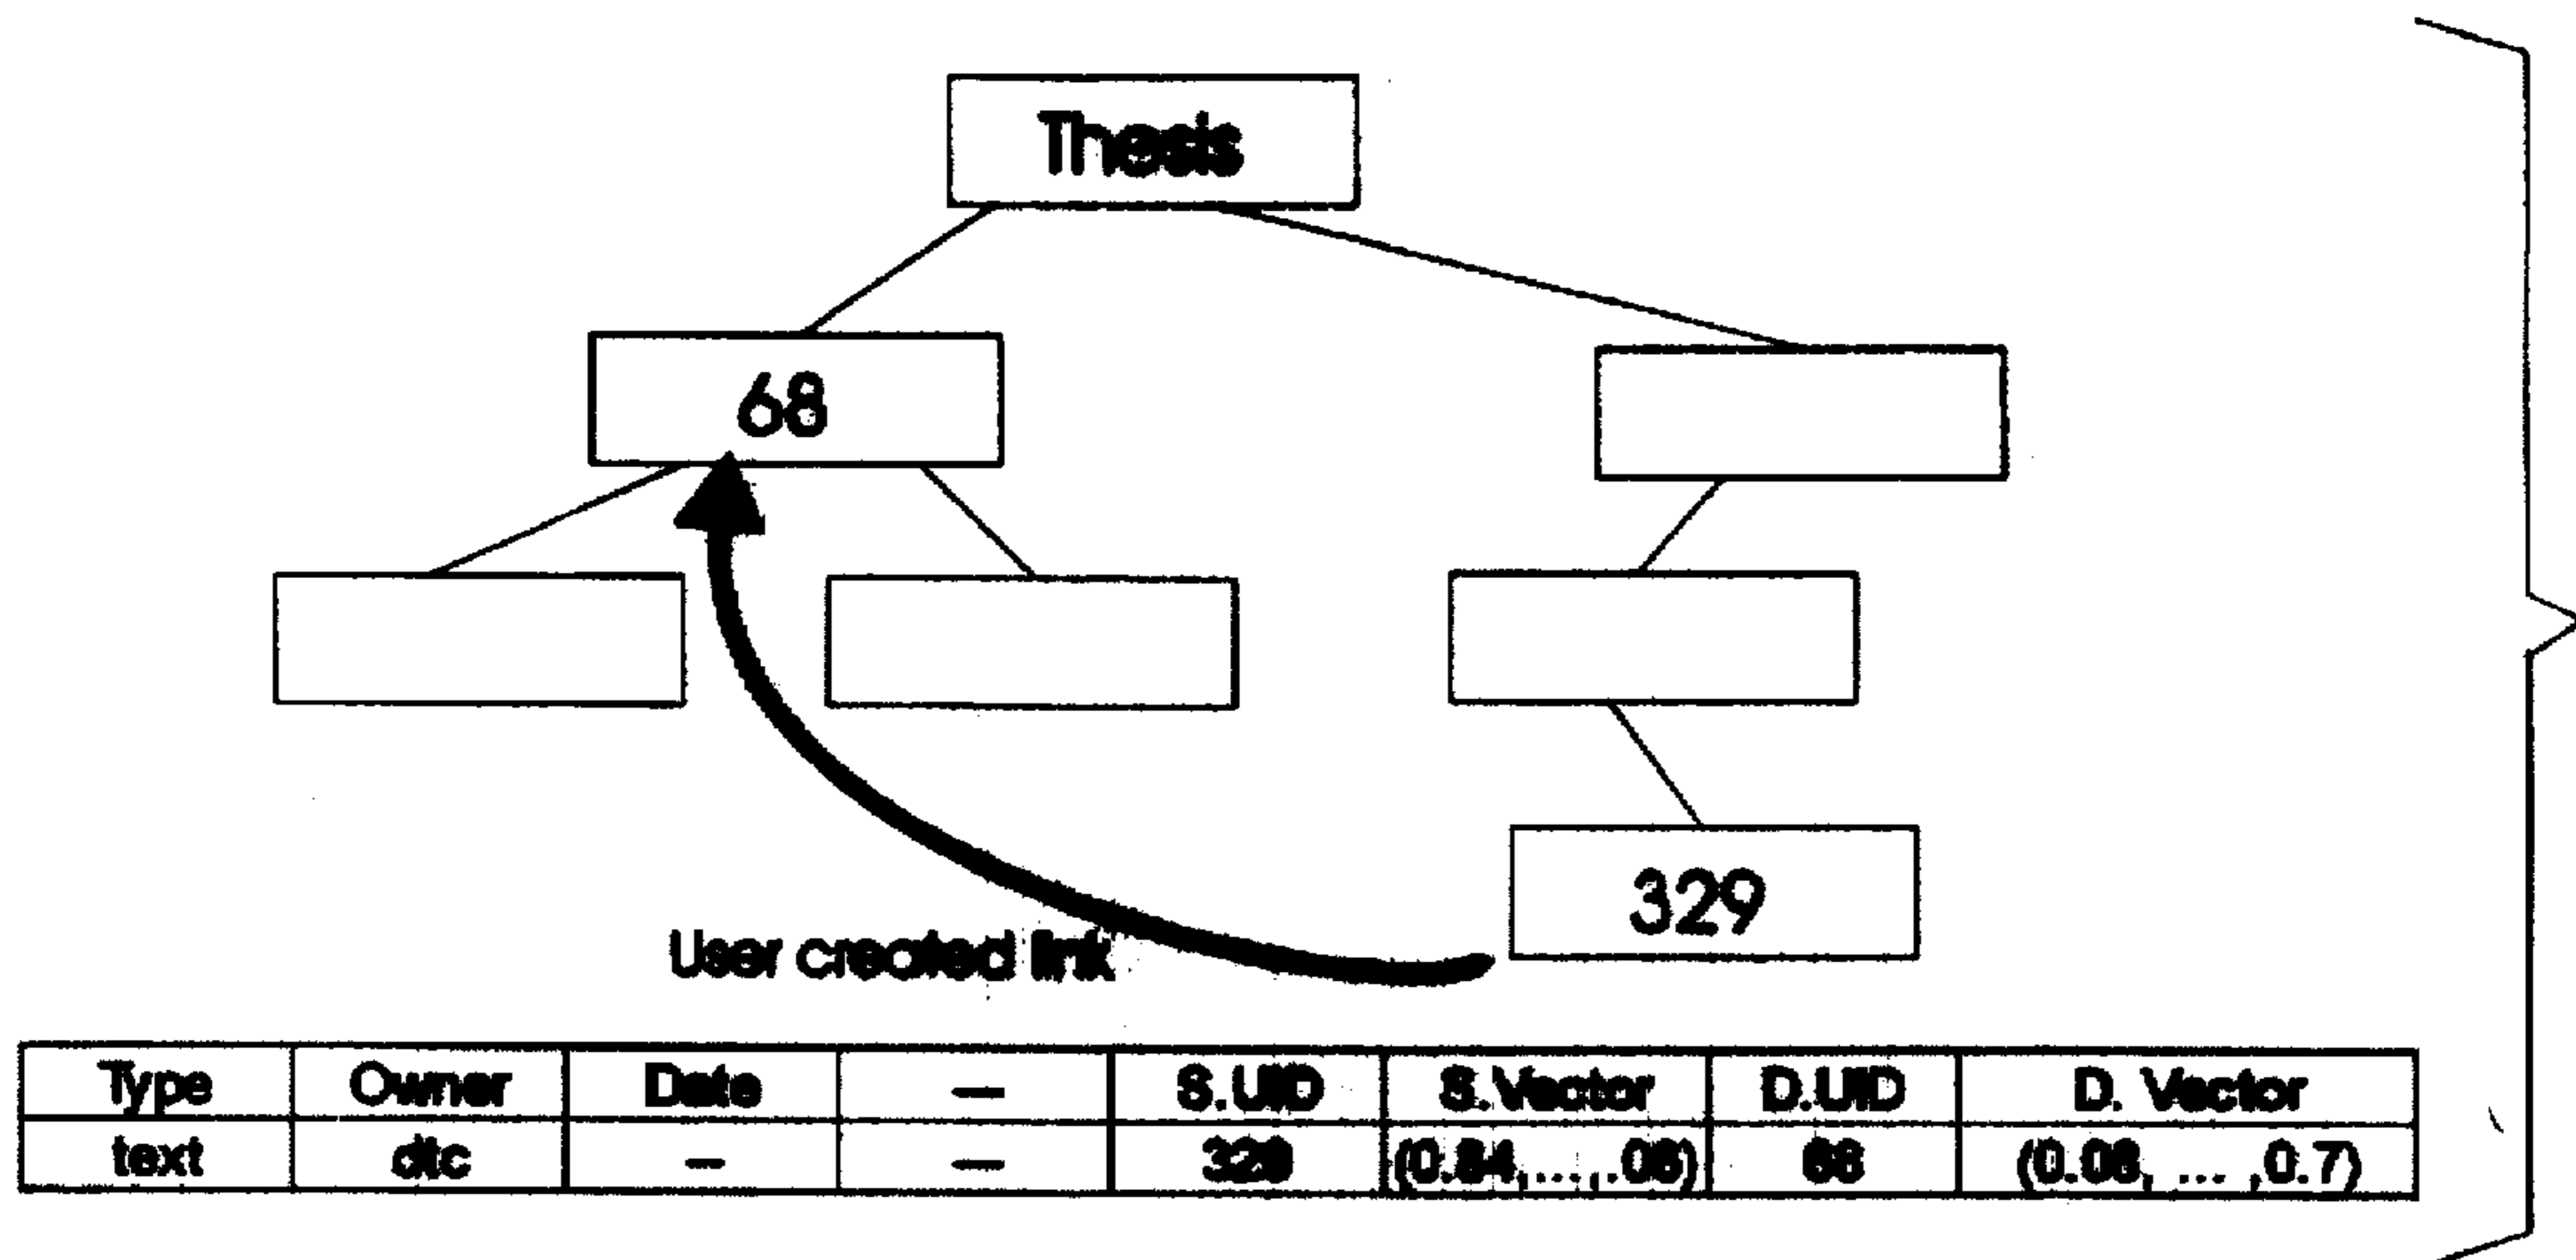 Thesis
68
329
User created link
Type Owner Date — S.UID S.Vector D.UID D. Vector
text dtc – — 329 (0.84,...,.06) 68 (0.08, ... ,0.7)